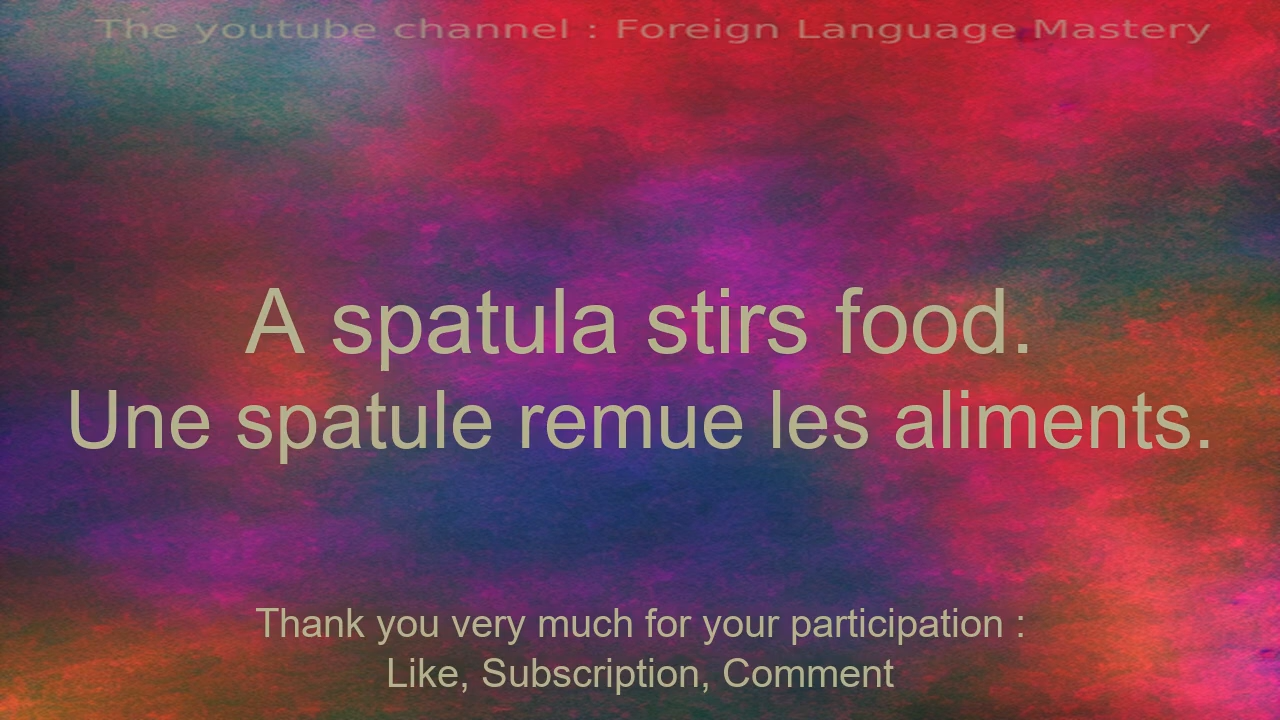 The youtube channel : Foreign Language Mastery
A spatula stirs food.
Une spatule remue les aliments.
Thank you very much for your participation :
Like, Subscription, Comment